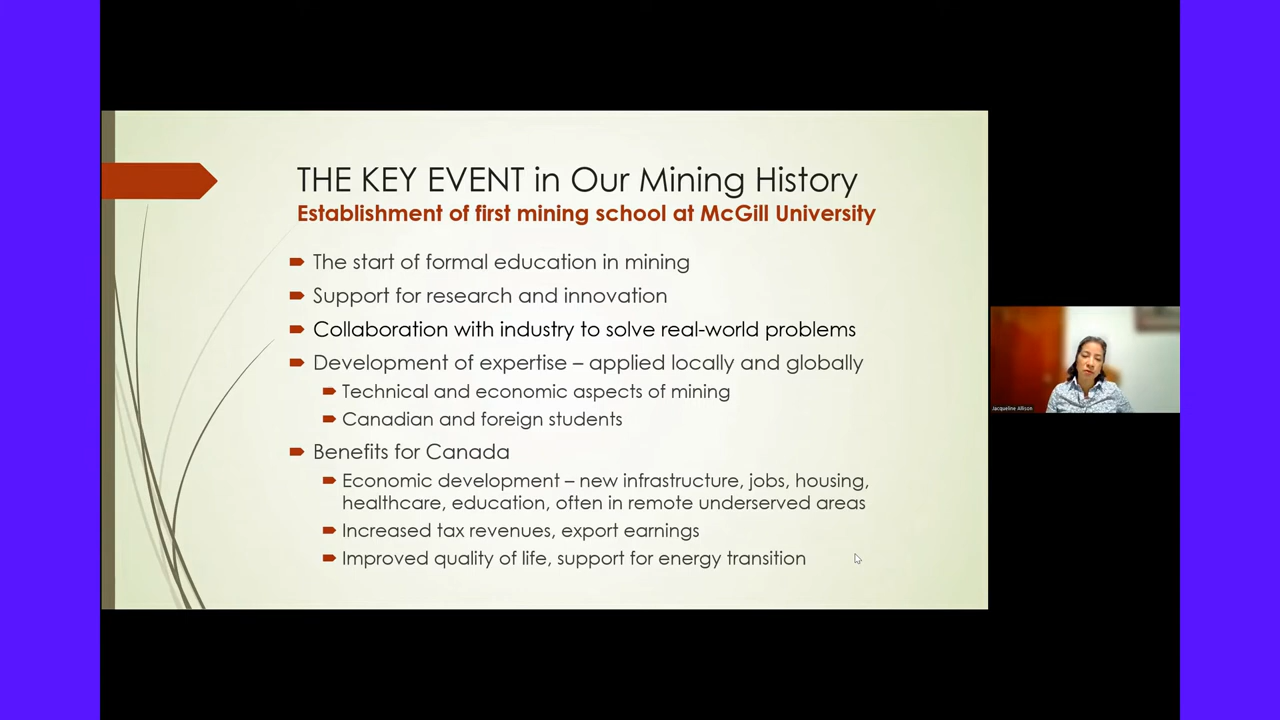 THE KEY EVENT in Our Mining History
Establishment of first mining school at McGill University
The start of formal education in mining
Support for research and innovation
Collaboration with industry to solve real-world problems
Development of expertise – applied locally and globally
Technical and economic aspects of mining
Canadian and foreign students
Benefits for Canada
Economic development – new infrastructure, jobs, housing,
healthcare, education, often in remote underserved areas
Increased tax revenues, export earnings
Improved quality of life, support for energy transition
Jacqueline Allison